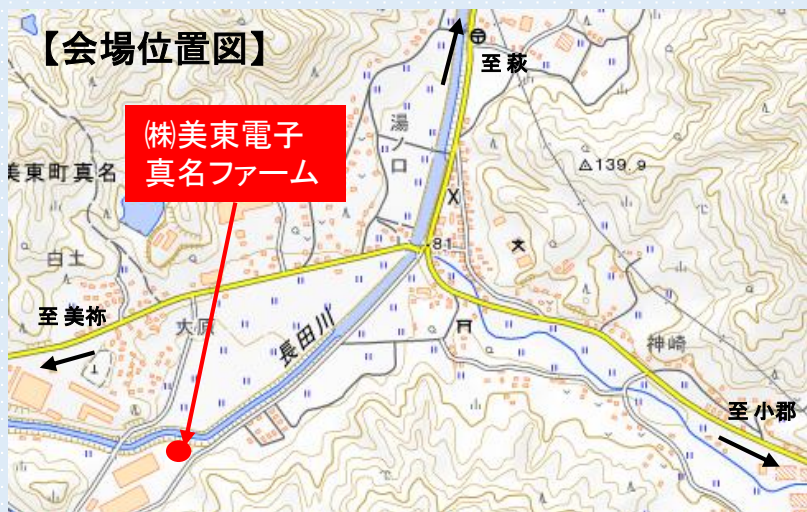 【会場位置図】
至 萩
㈱美東電子
真名ファーム
湯ノ口
139.9
美東町真名
81
白土
至 美祢
大原
長田川
神崎
至 小郡